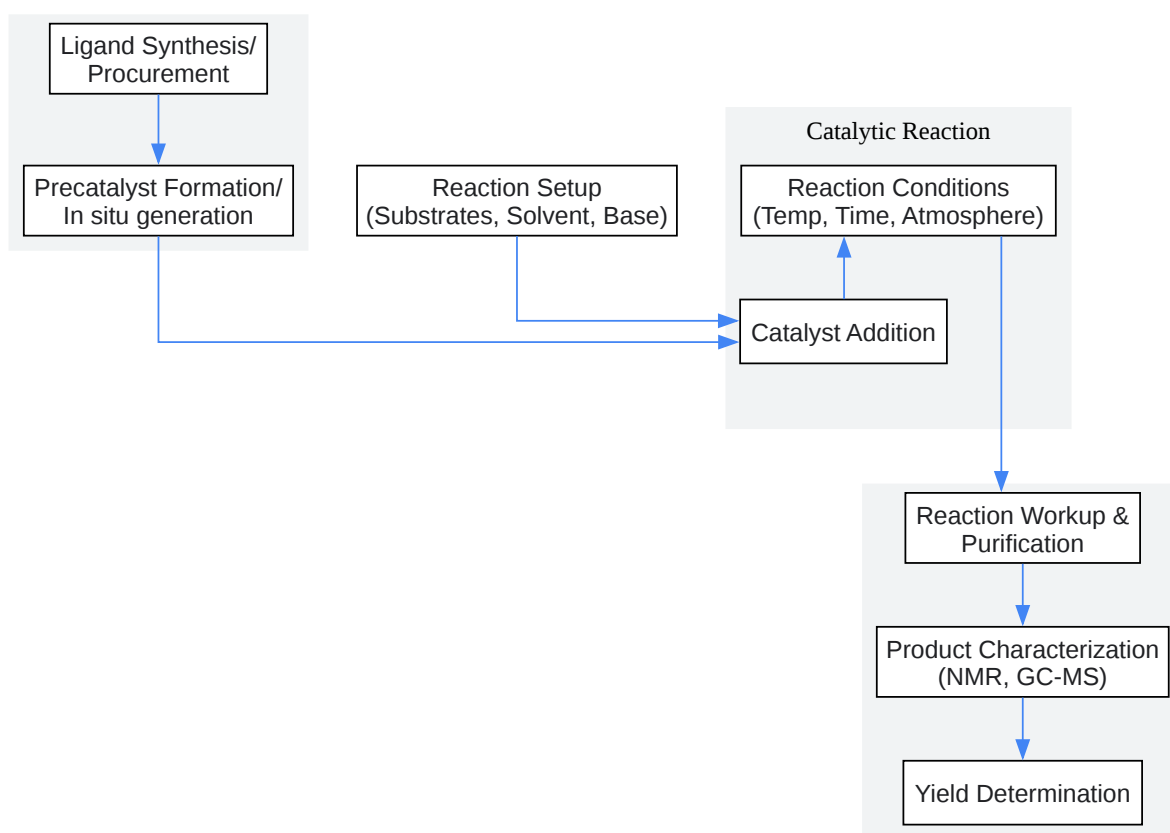 Ligand Synthesis/
Procurement
Precatalyst Formation/
In situ generation
Reaction Setup
(Substrates, Solvent, Base)
Catalytic Reaction
Reaction Conditions
(Temp, Time, Atmosphere)
Catalyst Addition
Reaction Workup &
Purification
Product Characterization
(NMR, GC-MS)
Yield Determination